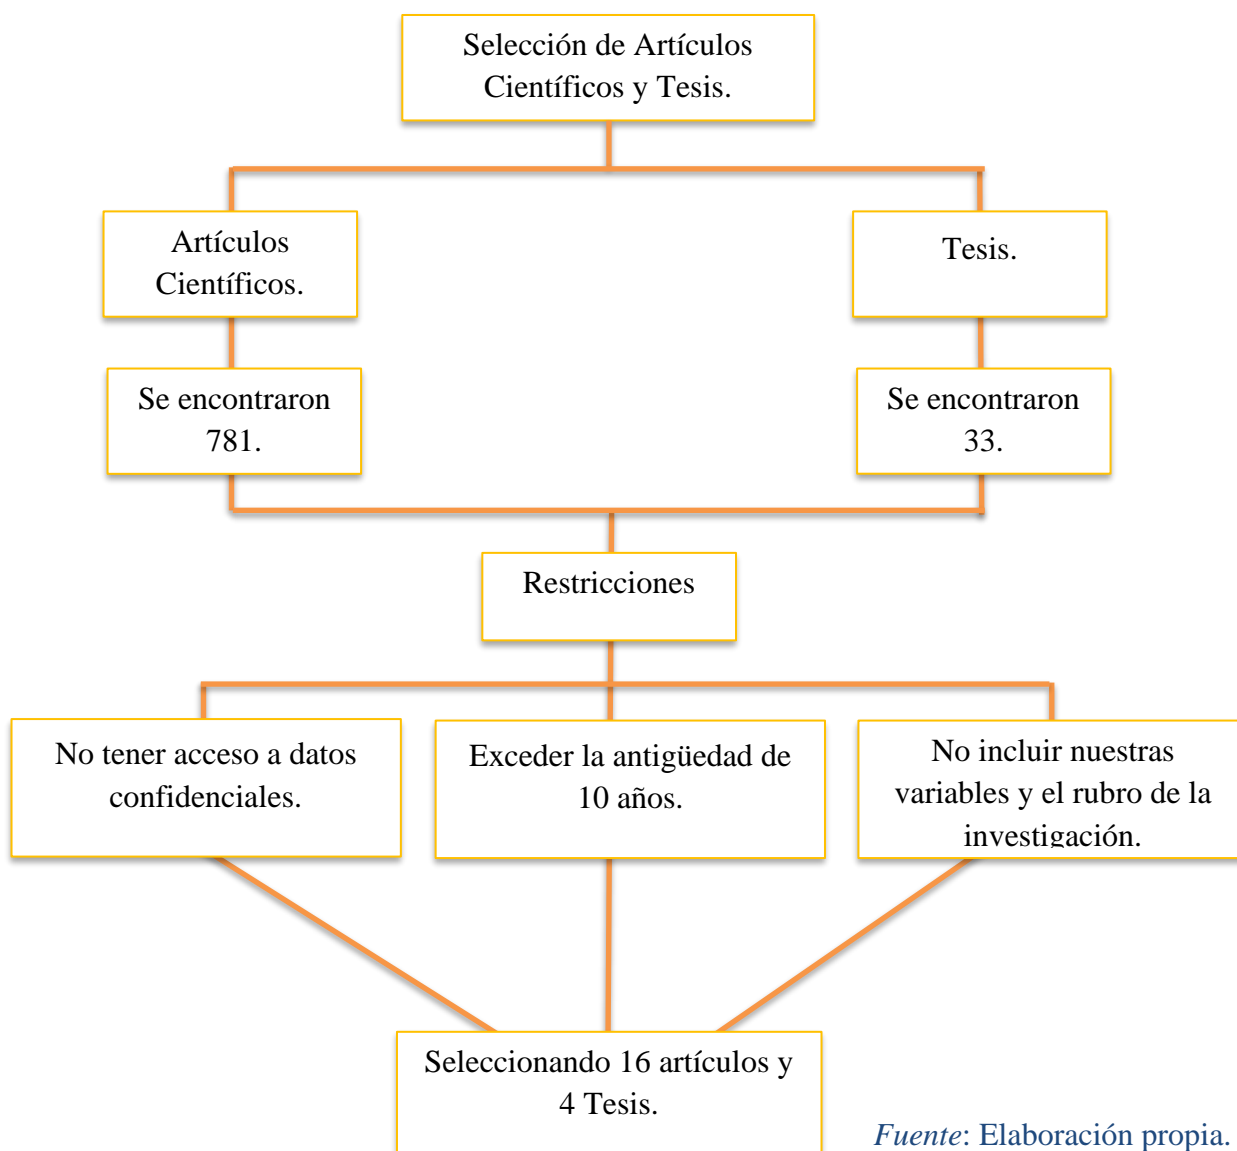 Selección de Artículos
Científicos y Tesis.
Artículos
Científicos.
Tesis.
Se encontraron
781.
Se encontraron
33.
Restricciones
No tener acceso a datos
confidenciales.
Exceder la antigüedad de
10 años.
No incluir nuestras
variables y el rubro de la
investigación.
Seleccionando 16 artículos y
4 Tesis.
Fuente: Elaboración propia.